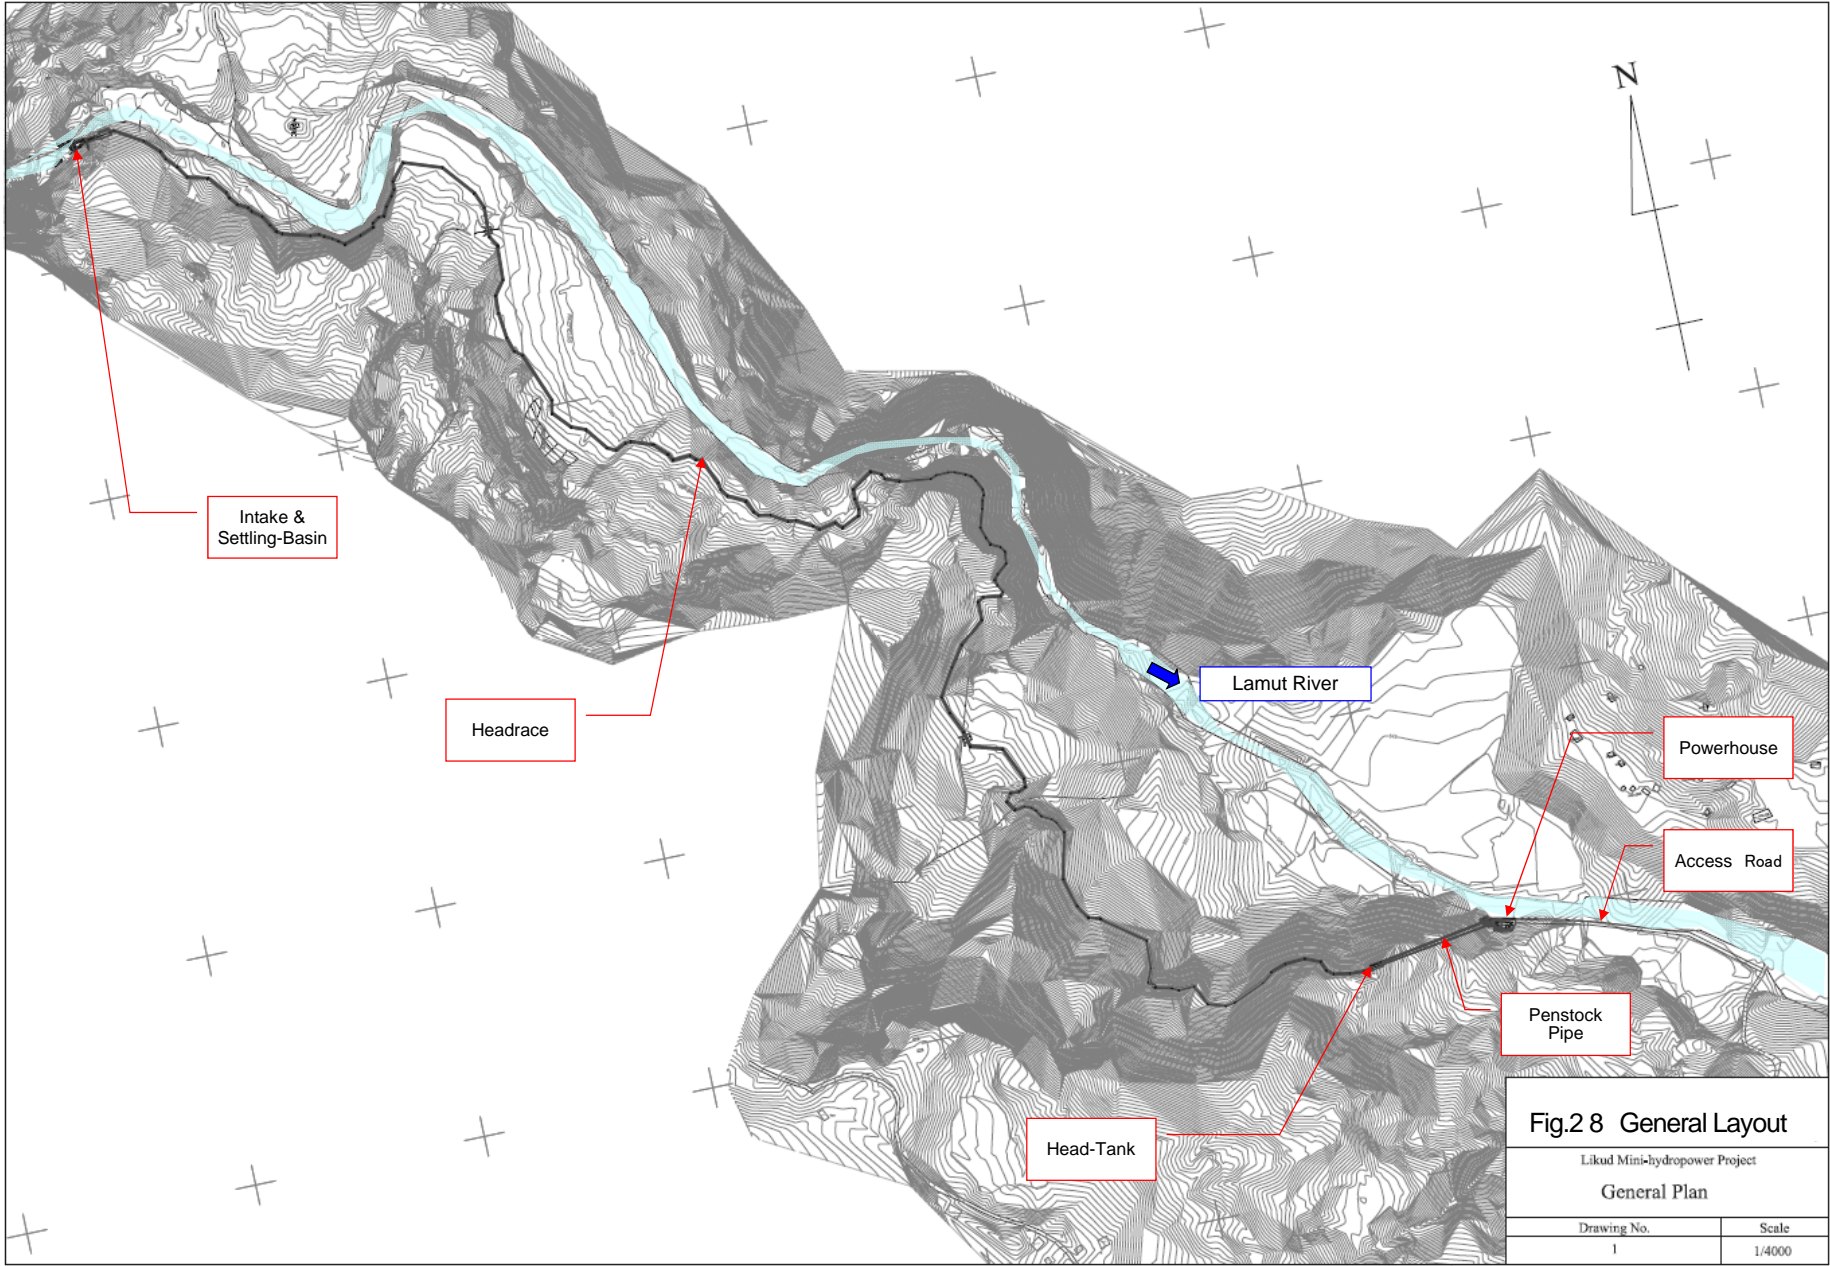 N
Intake &
Settling-Basin
Headrace
Lamut River
Powerhouse
Access Road
Penstock
Pipe
Head-Tank
Fig.2 8 General Layout
Likud Mini-hydropower Project
General Plan
Drawing No.
Scale
1
1/4000